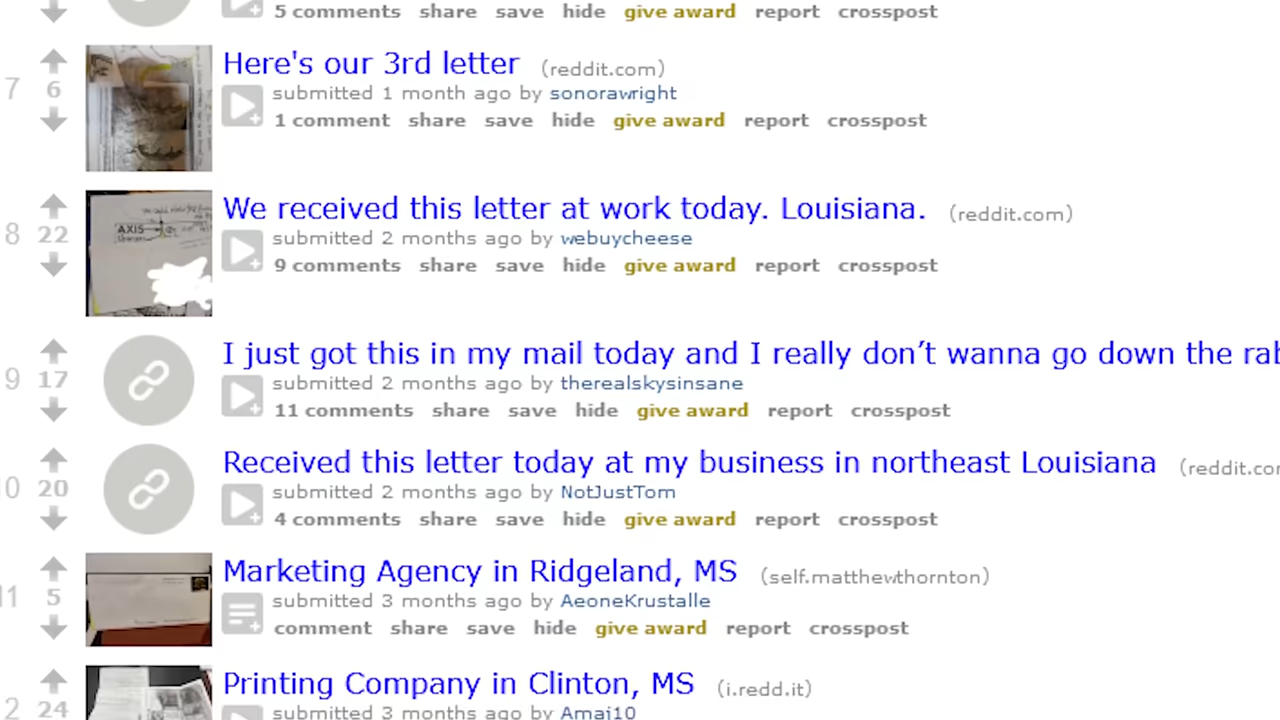 5 comments share save hide give award report crosspost
7
6
Here's our 3rd letter (reddit.com)
submitted 1 month ago by sonorawright
1 comment share save hide give award report crosspost
8
22
AXIS
We received this letter at work today. Louisiana. (reddit.com)
submitted 2 months ago by webuycheese
9 comments share save hide give award report crosspost
9
17
I just got this in my mail today and I really don’t wanna go down the rab
submitted 2 months ago by therealskysinsane
11 comments share save hide give award report crosspost
0
20
Received this letter today at my business in northeast Louisiana (reddit.co
submitted 2 months ago by NotJustTom
4 comments share save hide give award report crosspost
11
5
Marketing Agency in Ridgeland, MS (self.matthewthornton)
submitted 3 months ago by AeoneKrustalle
comment share save hide give award report crosspost
2
24
Printing Company in Clinton, MS (i.redd.it)
submitted 3 months ago by Amaj10